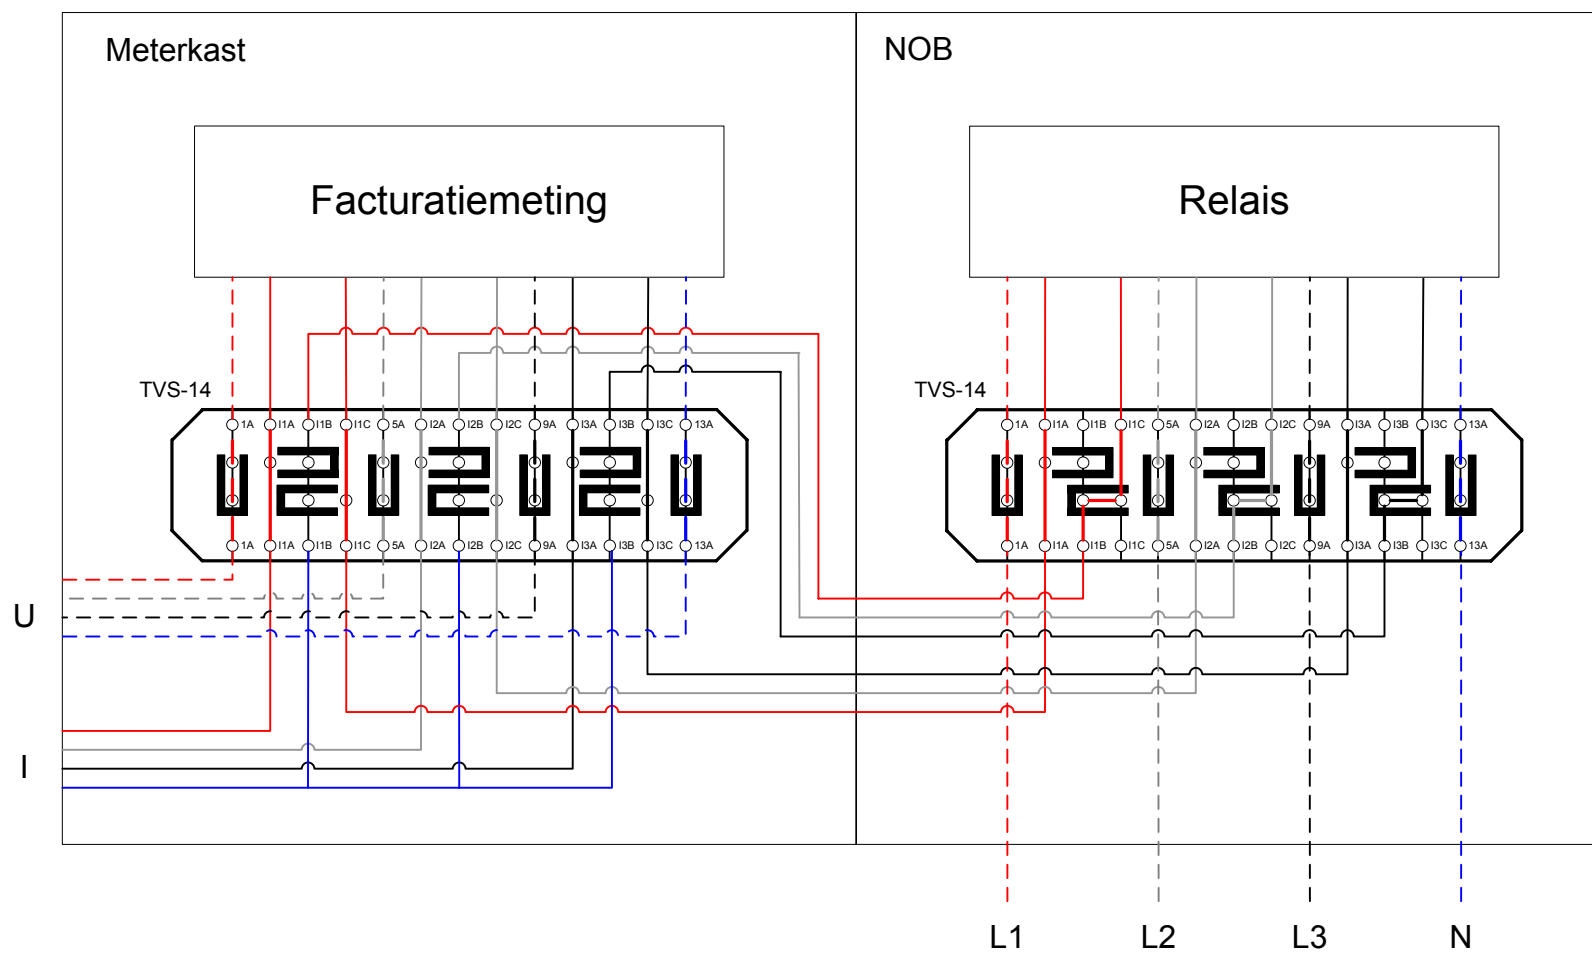 Meterkast
NOB
Facturatiemeting
Relais
TVS-14
TVS-14
1A I1A I1B I1C 5A I2A I2B I2C 9A I3A I3B I3C 13A
1A I1A I1B I1C 5A I2A I2B I2C 9A I3A I3B I3C 13A
1A I1A I1B I1C 5A I2A I2B I2C 9A I3A I3B I3C 13A
1A I1A I1B I1C 5A I2A I2B I2C 9A I3A I3B I3C 13A
U
I
L1 L2 L3 N